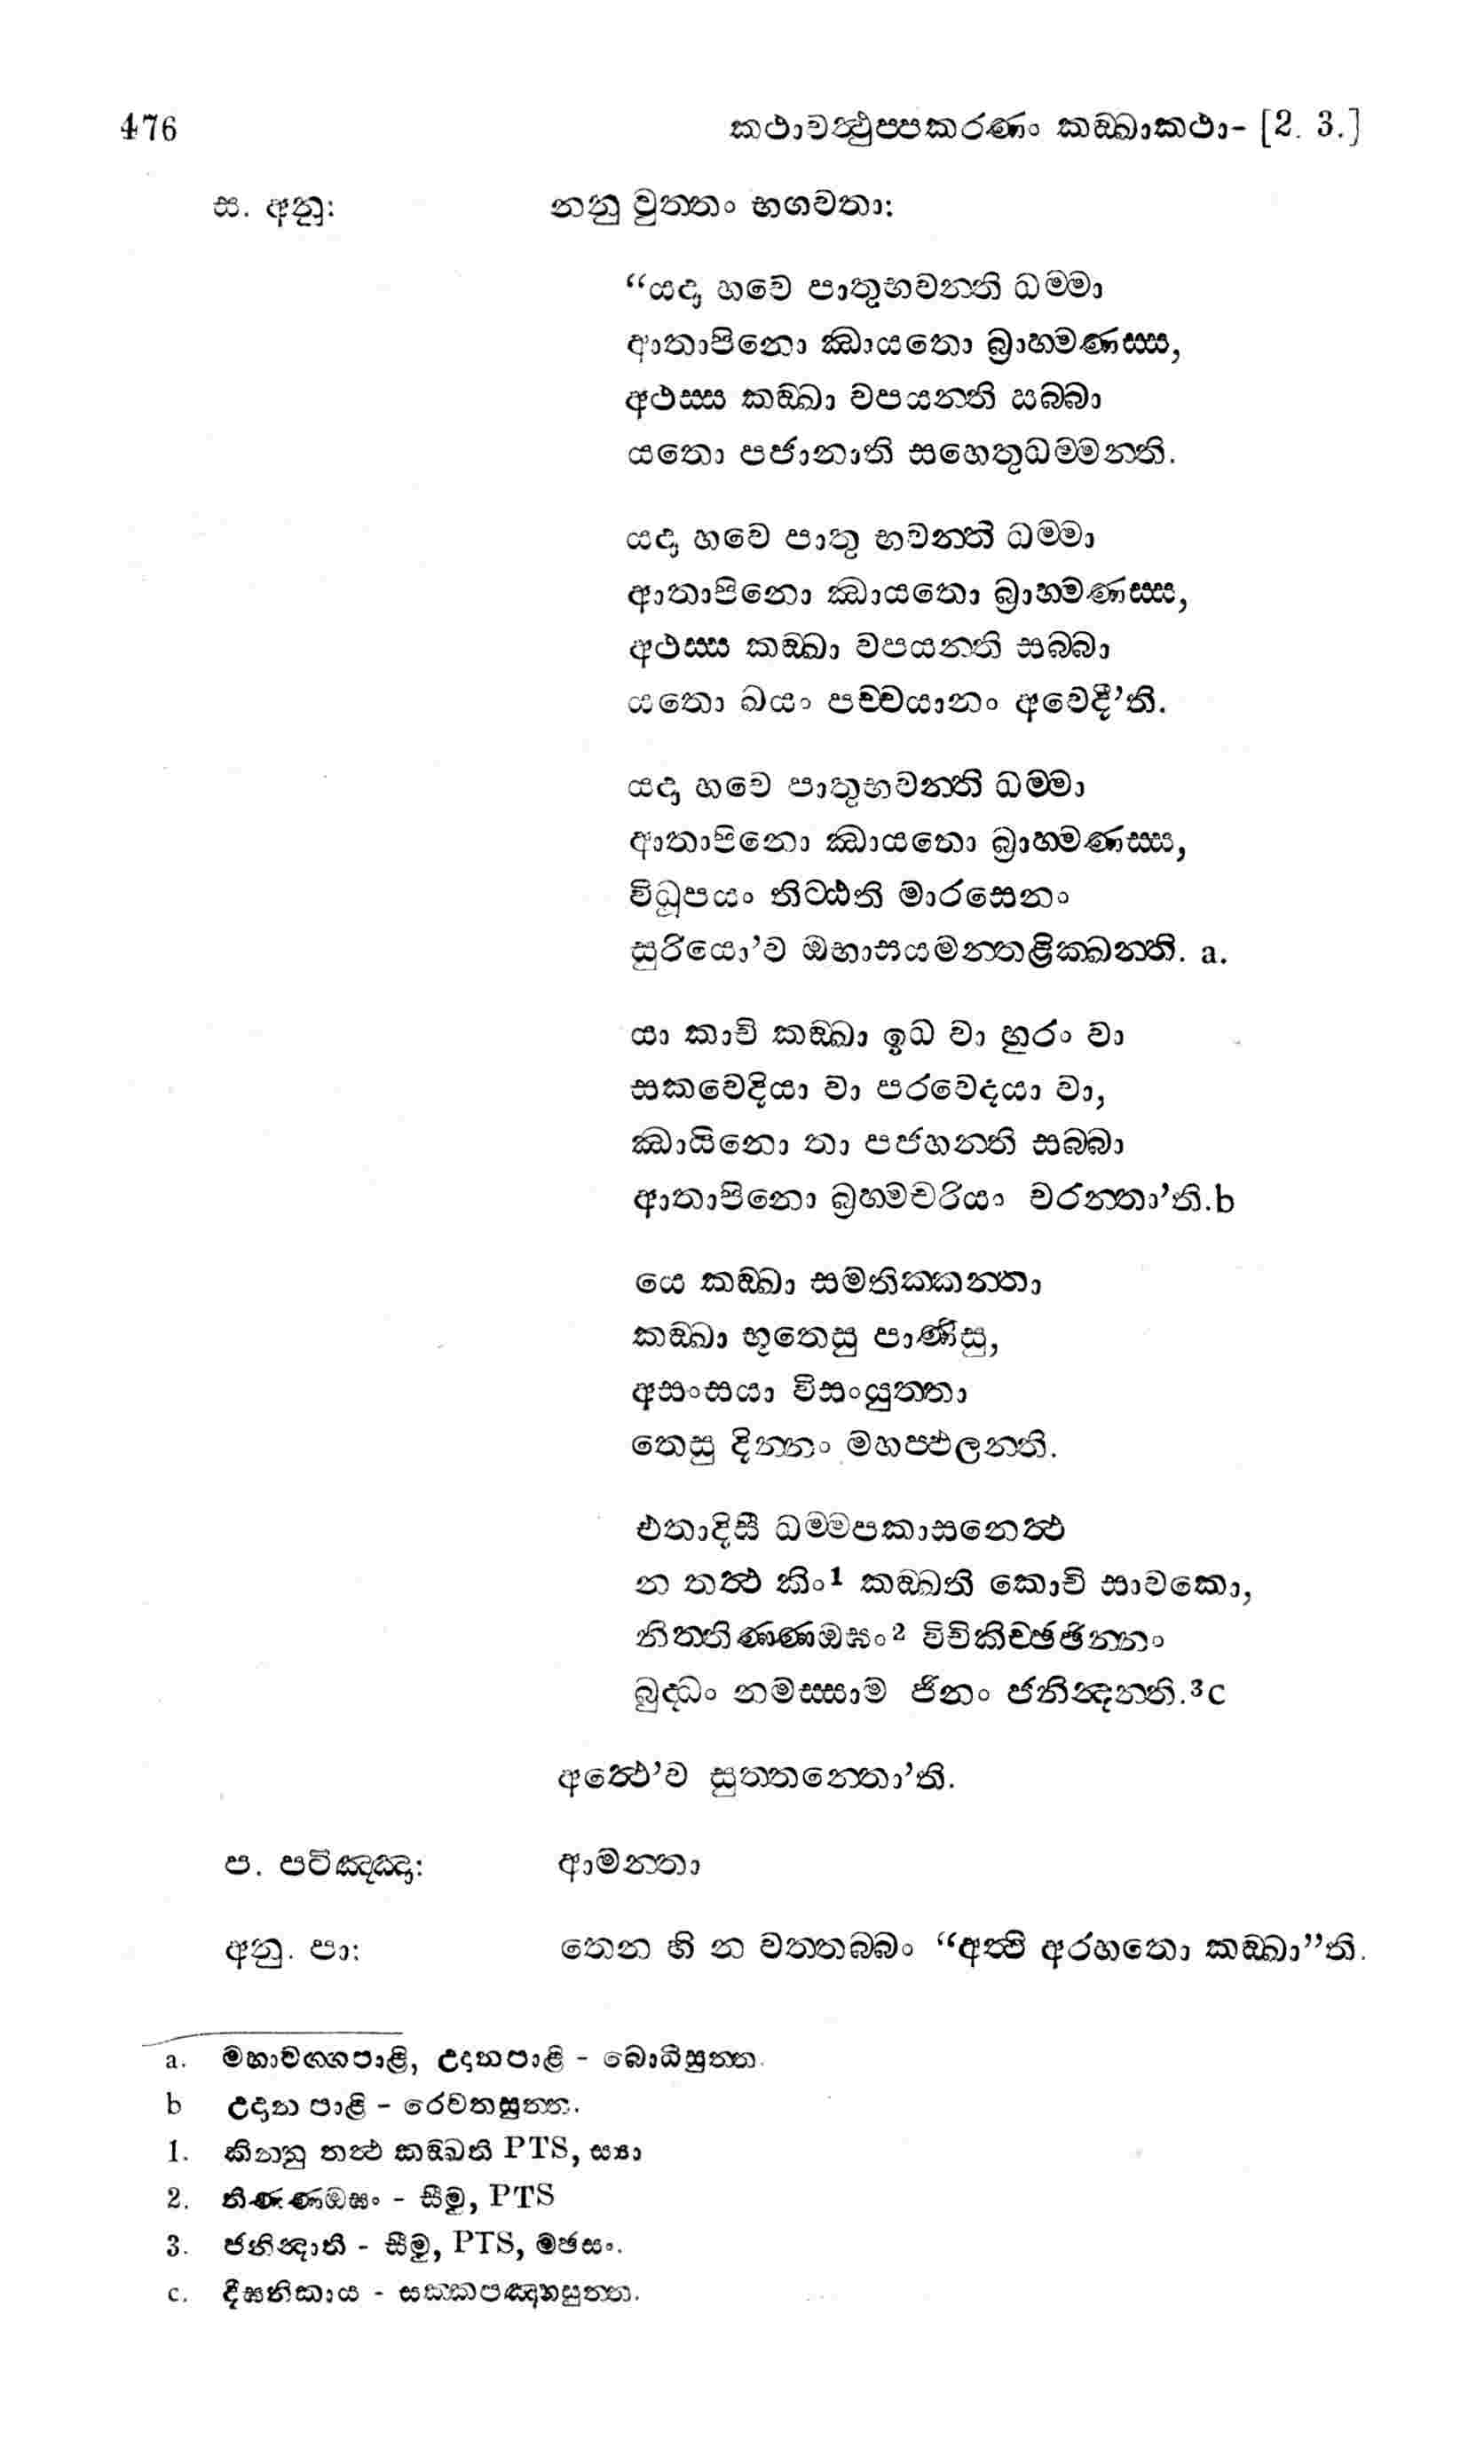 476 කථාවත්‍ථුප්පකරණං කඞ්ඛාකථා- [2. 3.]
ස. අනු: නනු වුත්තං භගවතා:
“යදා හවෙ පාතුභවන්ති ධම්මා
ආතාපිනො ඣායතො බ්‍රාහ්මණස්ස,
අථස්ස කඞ්ඛා වපයන්ති සබ්බා
යතො පජානාති සහෙතුධම්මන්ති.
යදා හවෙ පාතු භවන්ති ධම්මා
ආතාපිනො ඣායතො බ්‍රාහ්මණස්ස,
අථස්ස කඞ්ඛා වපයන්ති සබ්බා
යතො ඛයං පච්චයානං අවෙදී’ති.
යදා හවෙ පාතුභවන්ති ධම්මා
ආතාපිනො ඣායතො බ්‍රාහ්මණස්ස,
විධූපයං තිට්ඨති මාරසෙනං
සුරියො’ව ඔභාසයමන්තළික්ඛන්ති. a.
යා කාචි කඞ්ඛා ඉධ වා හුරං වා
සකවෙදියා වා පරවෙදයා වා,
ඣායිනො තා පජහන්ති සබ්බා
ආතාපිනො බ්‍රහ්මචරියං චරන්තා’ති.b
යෙ කඞ්ඛා සමතික්කන්තා
කඞ්ඛා භූතෙසු පාණිසු,
අසංසයා විසංයුත්තා
තෙසු දින්නං මහප්ඵලන්ති.
එතාදිසී ධම්මපකාසනෙත්‍ථ
න තත්‍ථ කිං¹ කඞ්ඛති කොචි සාවකො,
නිත්තිණ්ණඔඝං² විචිකිච්ඡඡින්නං
බුද්ධං නමස්සාම ජිනං ජනින්‍දන්ති.³c
අත්‍ථෙ’ව සුත්තන්තො’ති.
ප. පටිඤ්ඤා: ආමන්තා
අනු. පා: තෙන හි න වත්තබ්බං “අත්‍ථි අරහතො කඞ්ඛා”ති.
a. මහාවග්ගපාළි, උදානපාළි - බොධිසුත්ත.
b උදාන පාළි - රෙවතසුත්ත.
1. කින්නු තත්‍ථ කඞ්ඛති PTS, ස්‍යා
2. තිණ්ණඔඝං - සීමු, PTS
3. ජනින්‍දාති - සීමු, PTS, මඡසං.
c. දීඝනිකාය - සක්කපඤ්හසුත්ත.